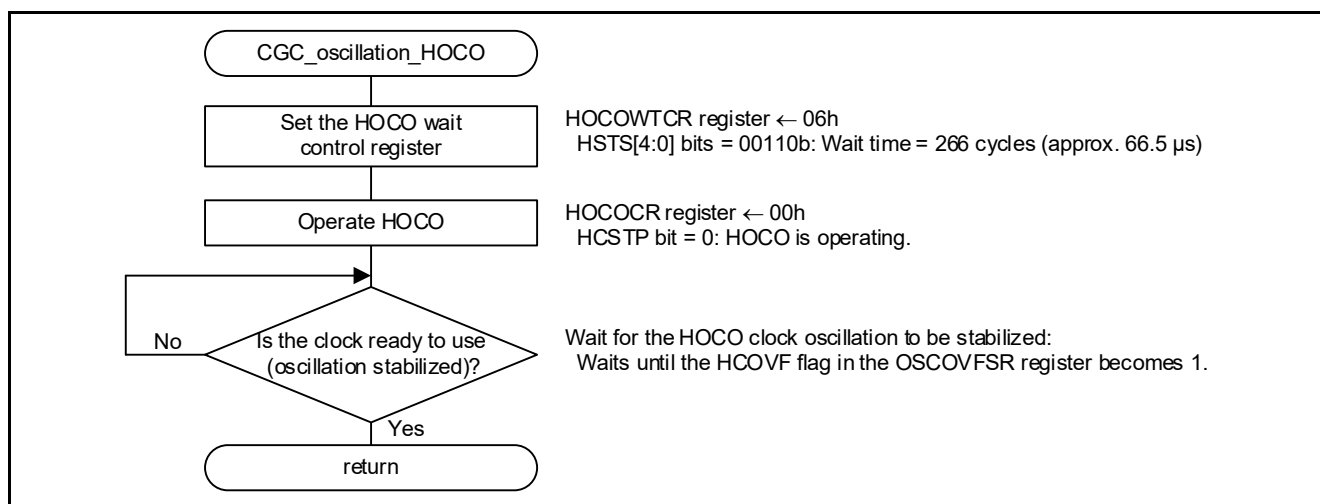 CGC_oscillation_HOCO
Set the HOCO wait
control register
HOCOWTCR register ← 06h
HSTS[4:0] bits = 00110b: Wait time = 266 cycles (approx. 66.5 µs)
Operate HOCO
HOCOCR register ← 00h
HCSTP bit = 0: HOCO is operating.
No
Is the clock ready to use
(oscillation stabilized)?
Wait for the HOCO clock oscillation to be stabilized:
Waits until the HCOVF flag in the OSCOVFSR register becomes 1.
Yes
return